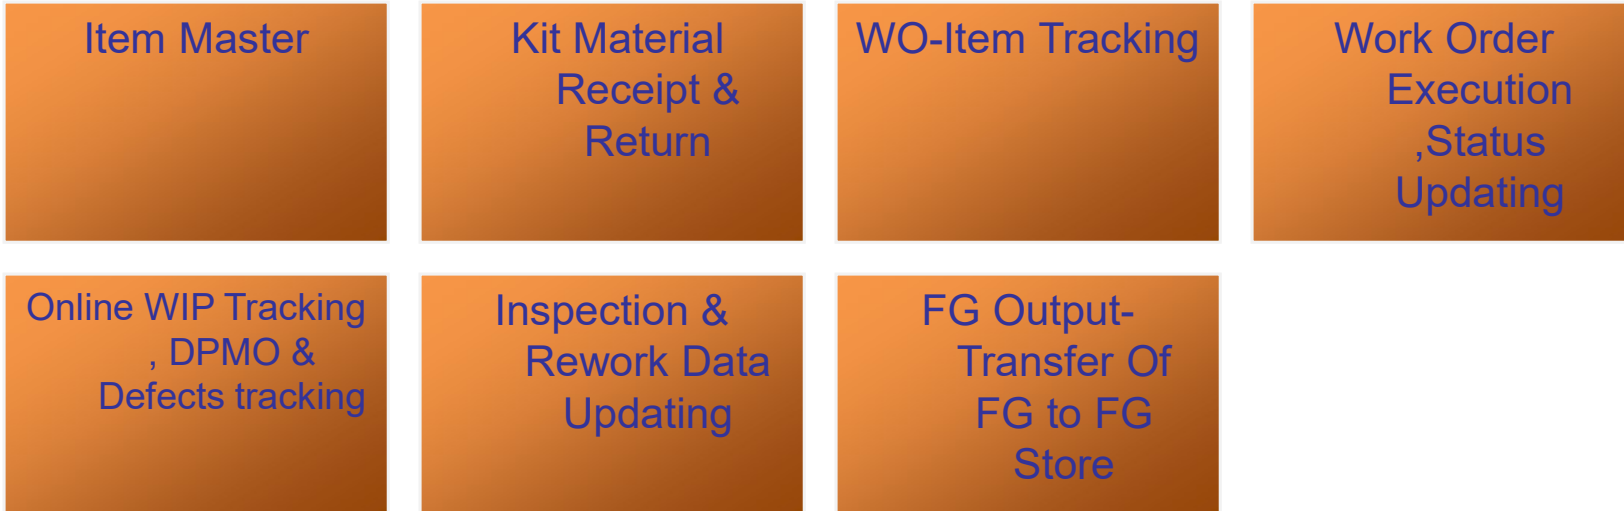 Item Master
Kit Material
Receipt &
Return
WO-Item Tracking
Work Order
Execution
,Status
Updating
Online WIP Tracking
, DPMO &
Defects tracking
Inspection &
Rework Data
Updating
FG Output-
Transfer Of
FG to FG
Store